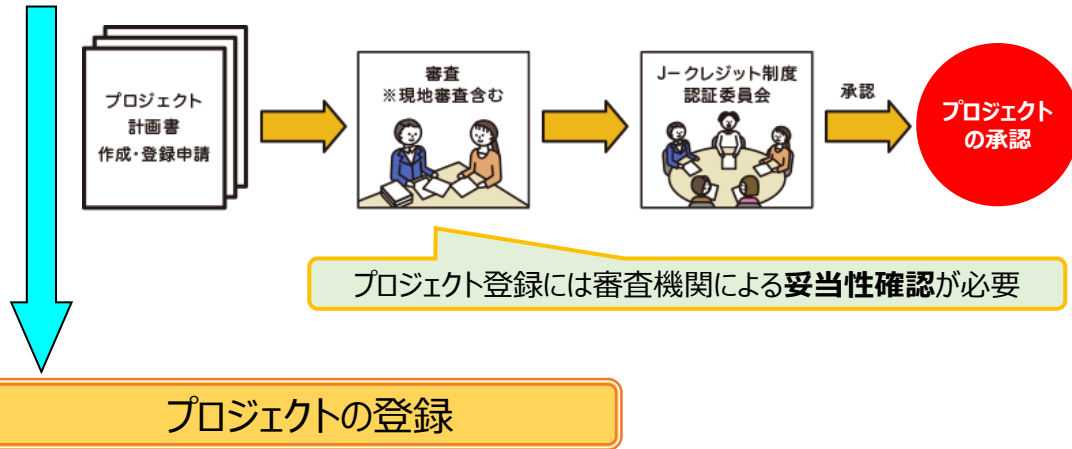 プロジェクト
計画書
作成・登録申請
審査
※現地審査含む
J－クレジット制度
認証委員会
承認
プロジェクト
の承認
プロジェクト登録には審査機関による妥当性確認が必要
プロジェクトの登録